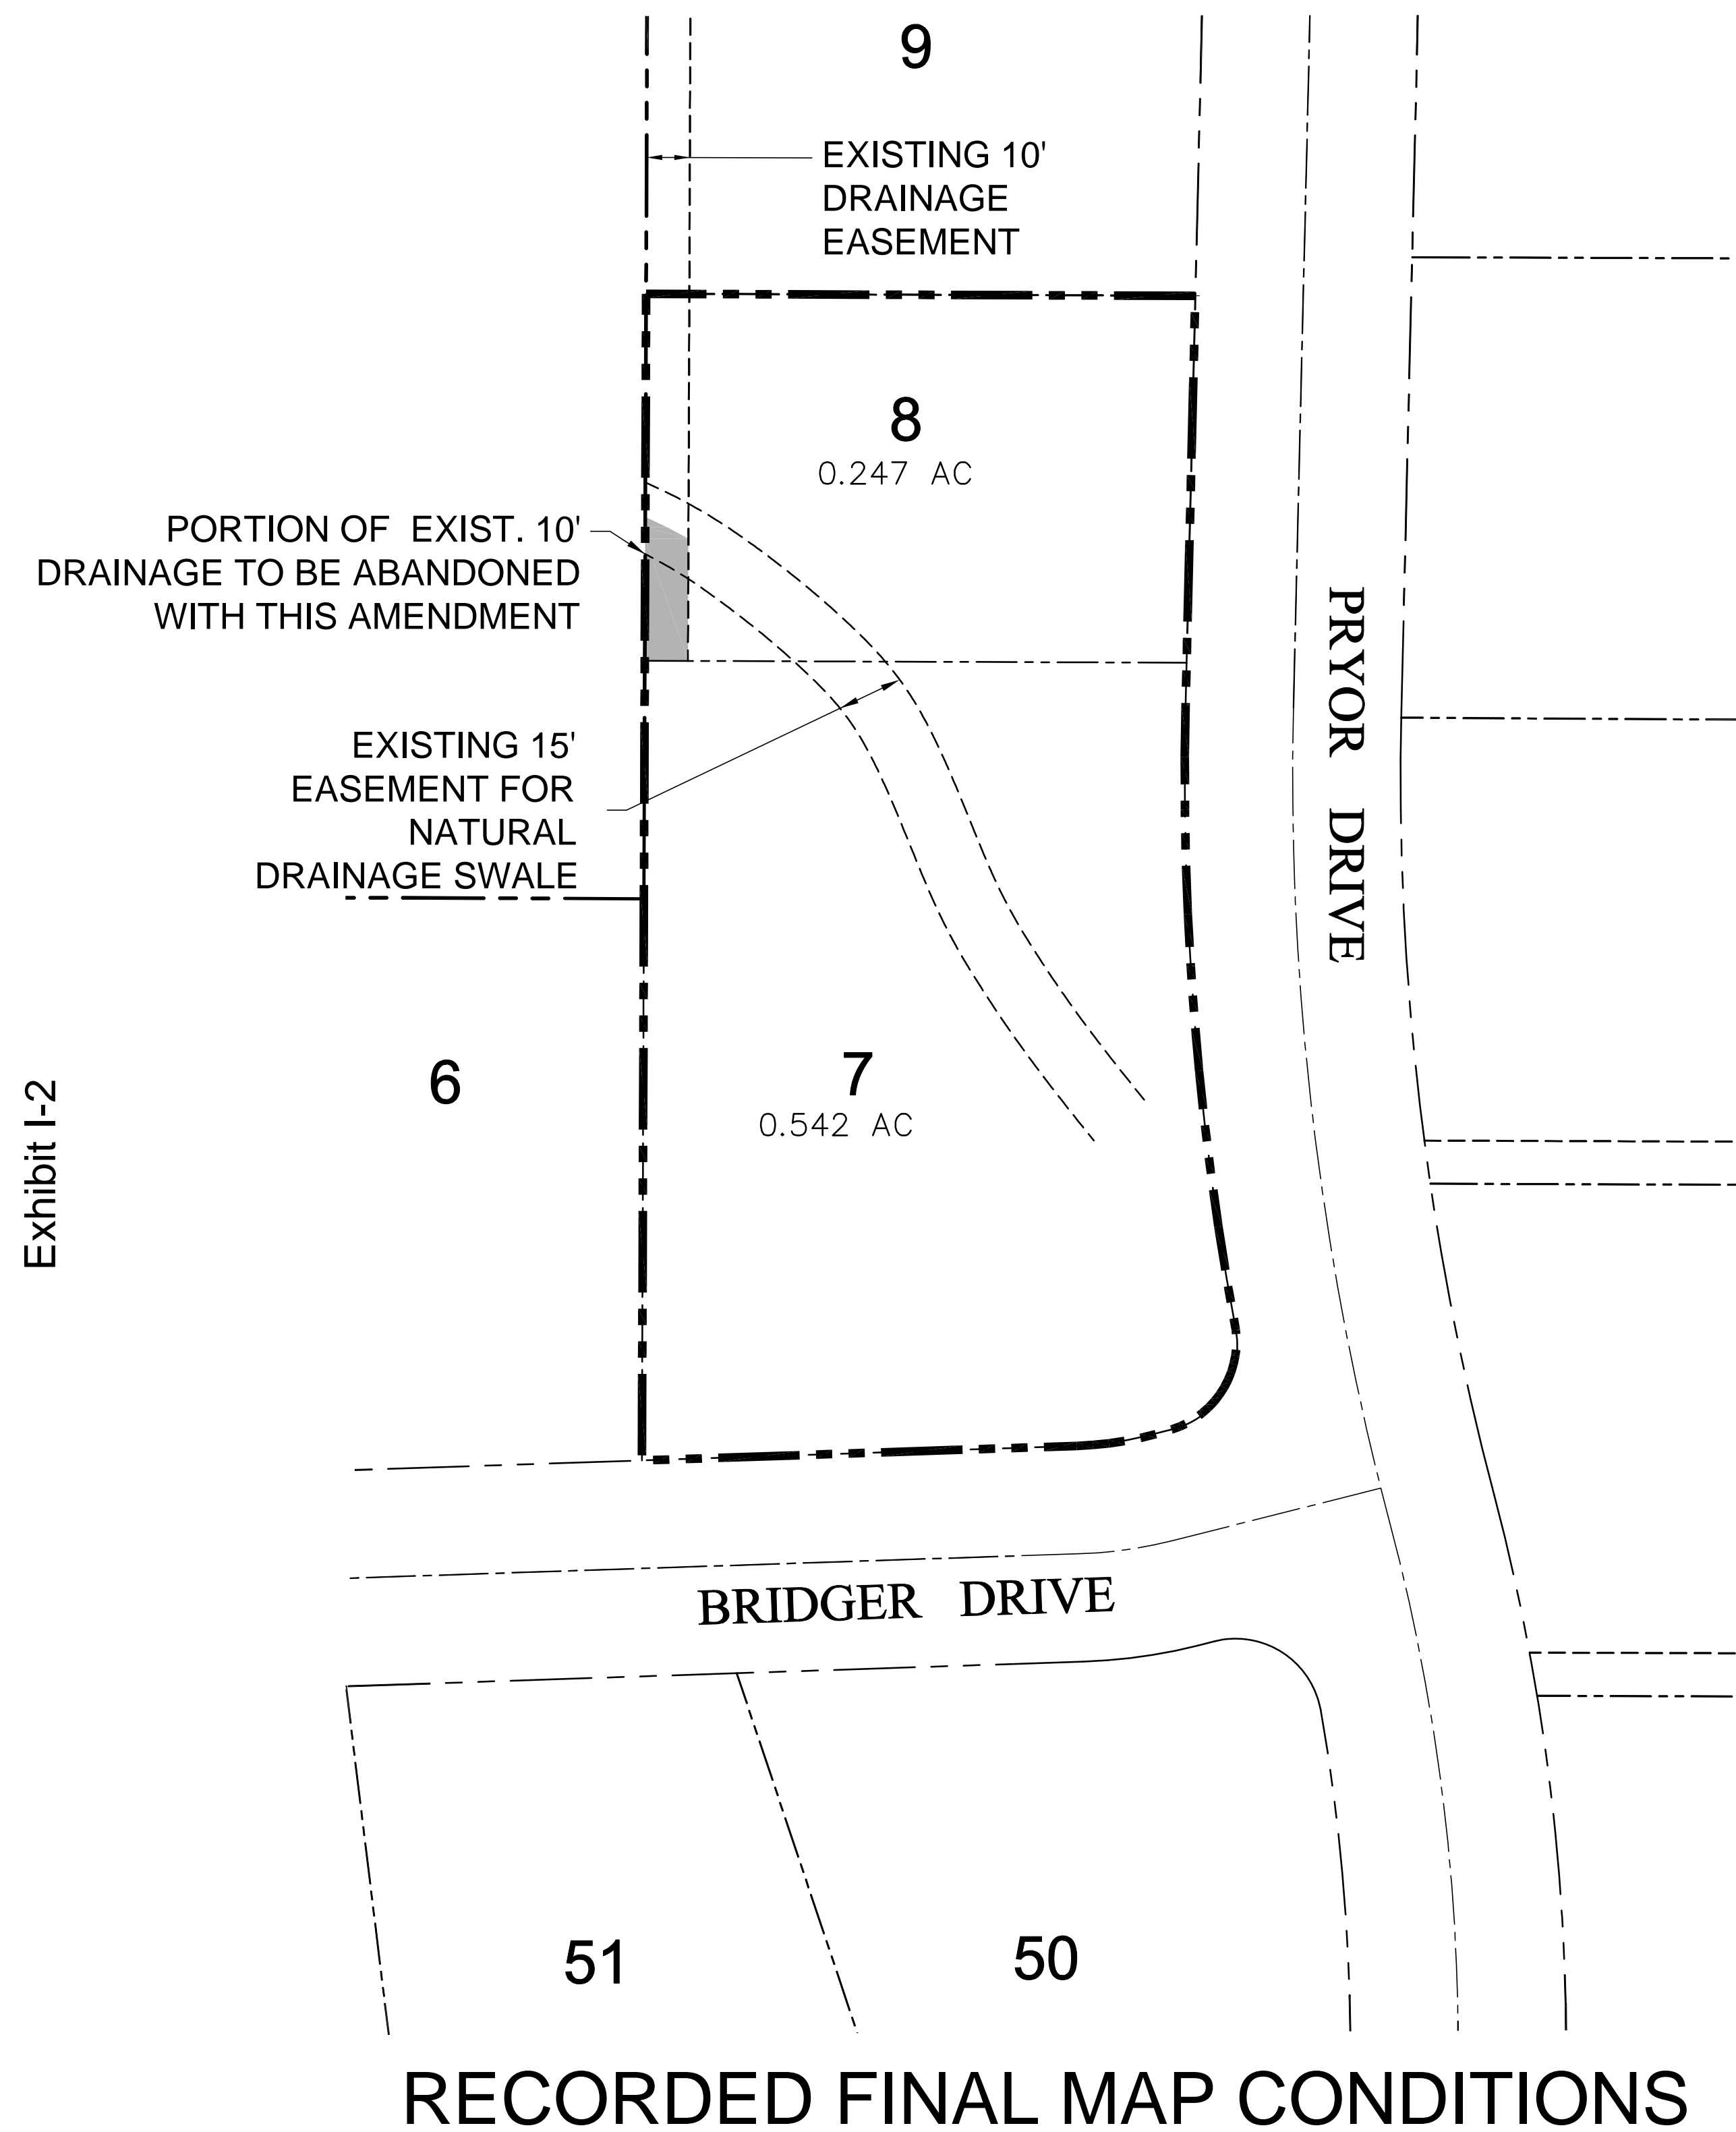 9
EXISTING 10'
DRAINAGE
EASEMENT
8
0.247 AC
PORTION OF EXIST. 10'
DRAINAGE TO BE ABANDONED
WITH THIS AMENDMENT
PRYOR DRIVE
EXISTING 15'
EASEMENT FOR
NATURAL
DRAINAGE SWALE
6
7
0.542 AC
Exhibit I-2
BRIDGER DRIVE
51
50
RECORDED FINAL MAP CONDITIONS